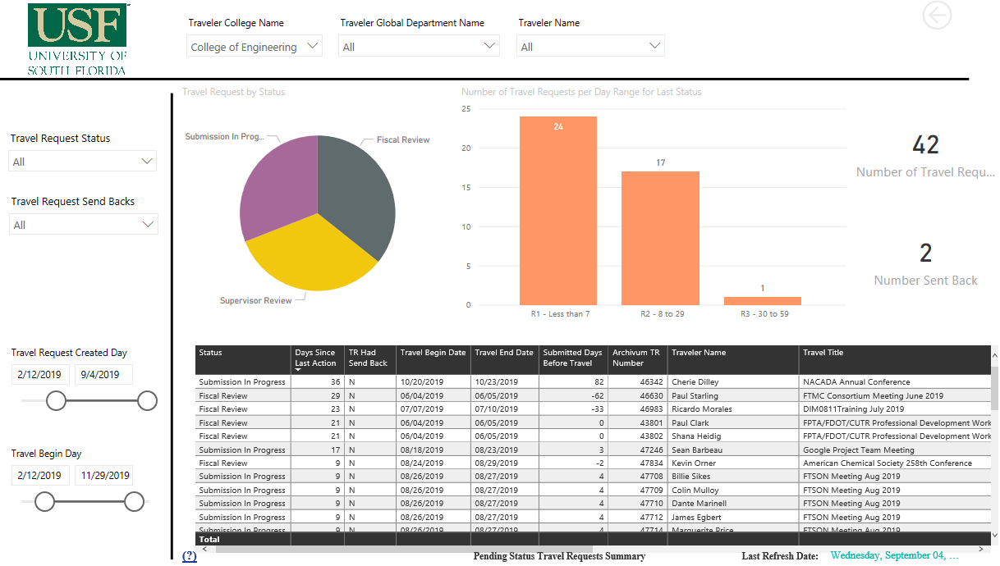 USF
UNIVERSITY OF
SOUTH FLORIDA
Traveler College Name
College of Engineering
Traveler Global Department Name
All
Traveler Name
All
Travel Request Status
All
Travel Request Send Backs
All
Travel Request Created Day
2/12/2019 9/4/2019
Travel Begin Day
2/12/2019 11/29/2019
Travel Request by Status
Submission In Prog...
Fiscal Review
Supervisor Review
Number of Travel Requests per Day Range for Last Status
25
20
15
10
5
0
24
17
1
R1 - Less than 7 R2 - 8 to 29 R3 - 30 to 59
42
Number of Travel Requ...
2
Number Sent Back
Status Days Since Last Action TR Had Send Back Travel Begin Date Travel End Date Submitted Days Before Travel Archivum TR Number Traveler Name Travel Title
Submission In Progress 36 N 10/20/2019 10/23/2019 82 46342 Cherie Dilley NACADA Annual Conference
Fiscal Review 29 N 06/04/2019 06/05/2019 -62 46630 Paul Starling FTMC Consortium Meeting June 2019
Fiscal Review 23 N 07/07/2019 07/10/2019 -33 46983 Ricardo Morales DIM0811Training July 2019
Fiscal Review 21 N 06/04/2019 06/05/2019 0 43801 Paul Clark FPTA/FDOT/CUTR Professional Development Work
Fiscal Review 21 N 06/04/2019 06/05/2019 0 43802 Shana Heidig FPTA/FDOT/CUTR Professional Development Work
Submission In Progress 17 N 08/18/2019 08/23/2019 3 47246 Sean Barbeau Google Project Team Meeting
Fiscal Review 9 N 08/24/2019 08/29/2019 -2 47834 Kevin Orner American Chemical Society 258th Conference
Submission In Progress 9 N 08/26/2019 08/27/2019 4 47708 Billie Sikes FTSON Meeting Aug 2019
Submission In Progress 9 N 08/26/2019 08/27/2019 4 47709 Colin Mulloy FTSON Meeting Aug 2019
Submission In Progress 9 N 08/26/2019 08/27/2019 4 47710 Dante Marinell FTSON Meeting Aug 2019
Submission In Progress 9 N 08/26/2019 08/27/2019 4 47712 James Egbert FTSON Meeting Aug 2019
Submission In Progress 9 N 08/26/2019 08/27/2019 4 47714 Marguerite Price FTSON Meeting Aug 2019
Total
(?) Pending Status Travel Requests Summary Last Refresh Date: Wednesday, September 04, ...